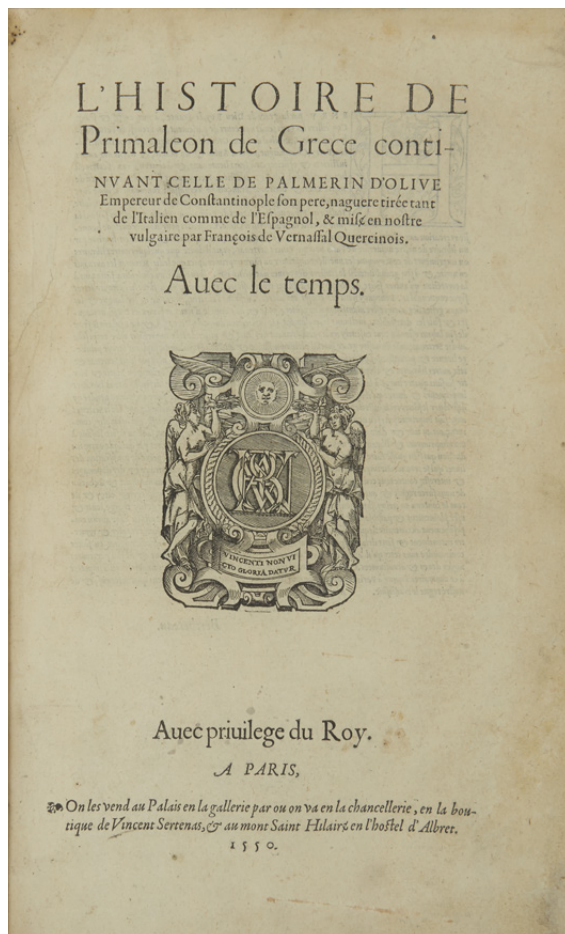 L'HISTOIRE DE
Primaleon de Grece conti-
NVANT CELLE DE PALMERIN D'OLIVE
Empereur de Constantinople son pere, naguere tirée tant
de l'Italien comme de l'Espagnol, & mise en nostre
vulgaire par François de Vernassal Quercinois.
Auec le temps.
VINCENTI NON VI
CTO GLORIA DATVR
Auec priuilege du Roy.
A PARIS,
On les vend au Palais en la gallerie par ou on va en la chancellerie, en la bou-
tique de Vincent Sertenas, & au mont Saint Hilaire en l'hostel d'Albret.
1550.